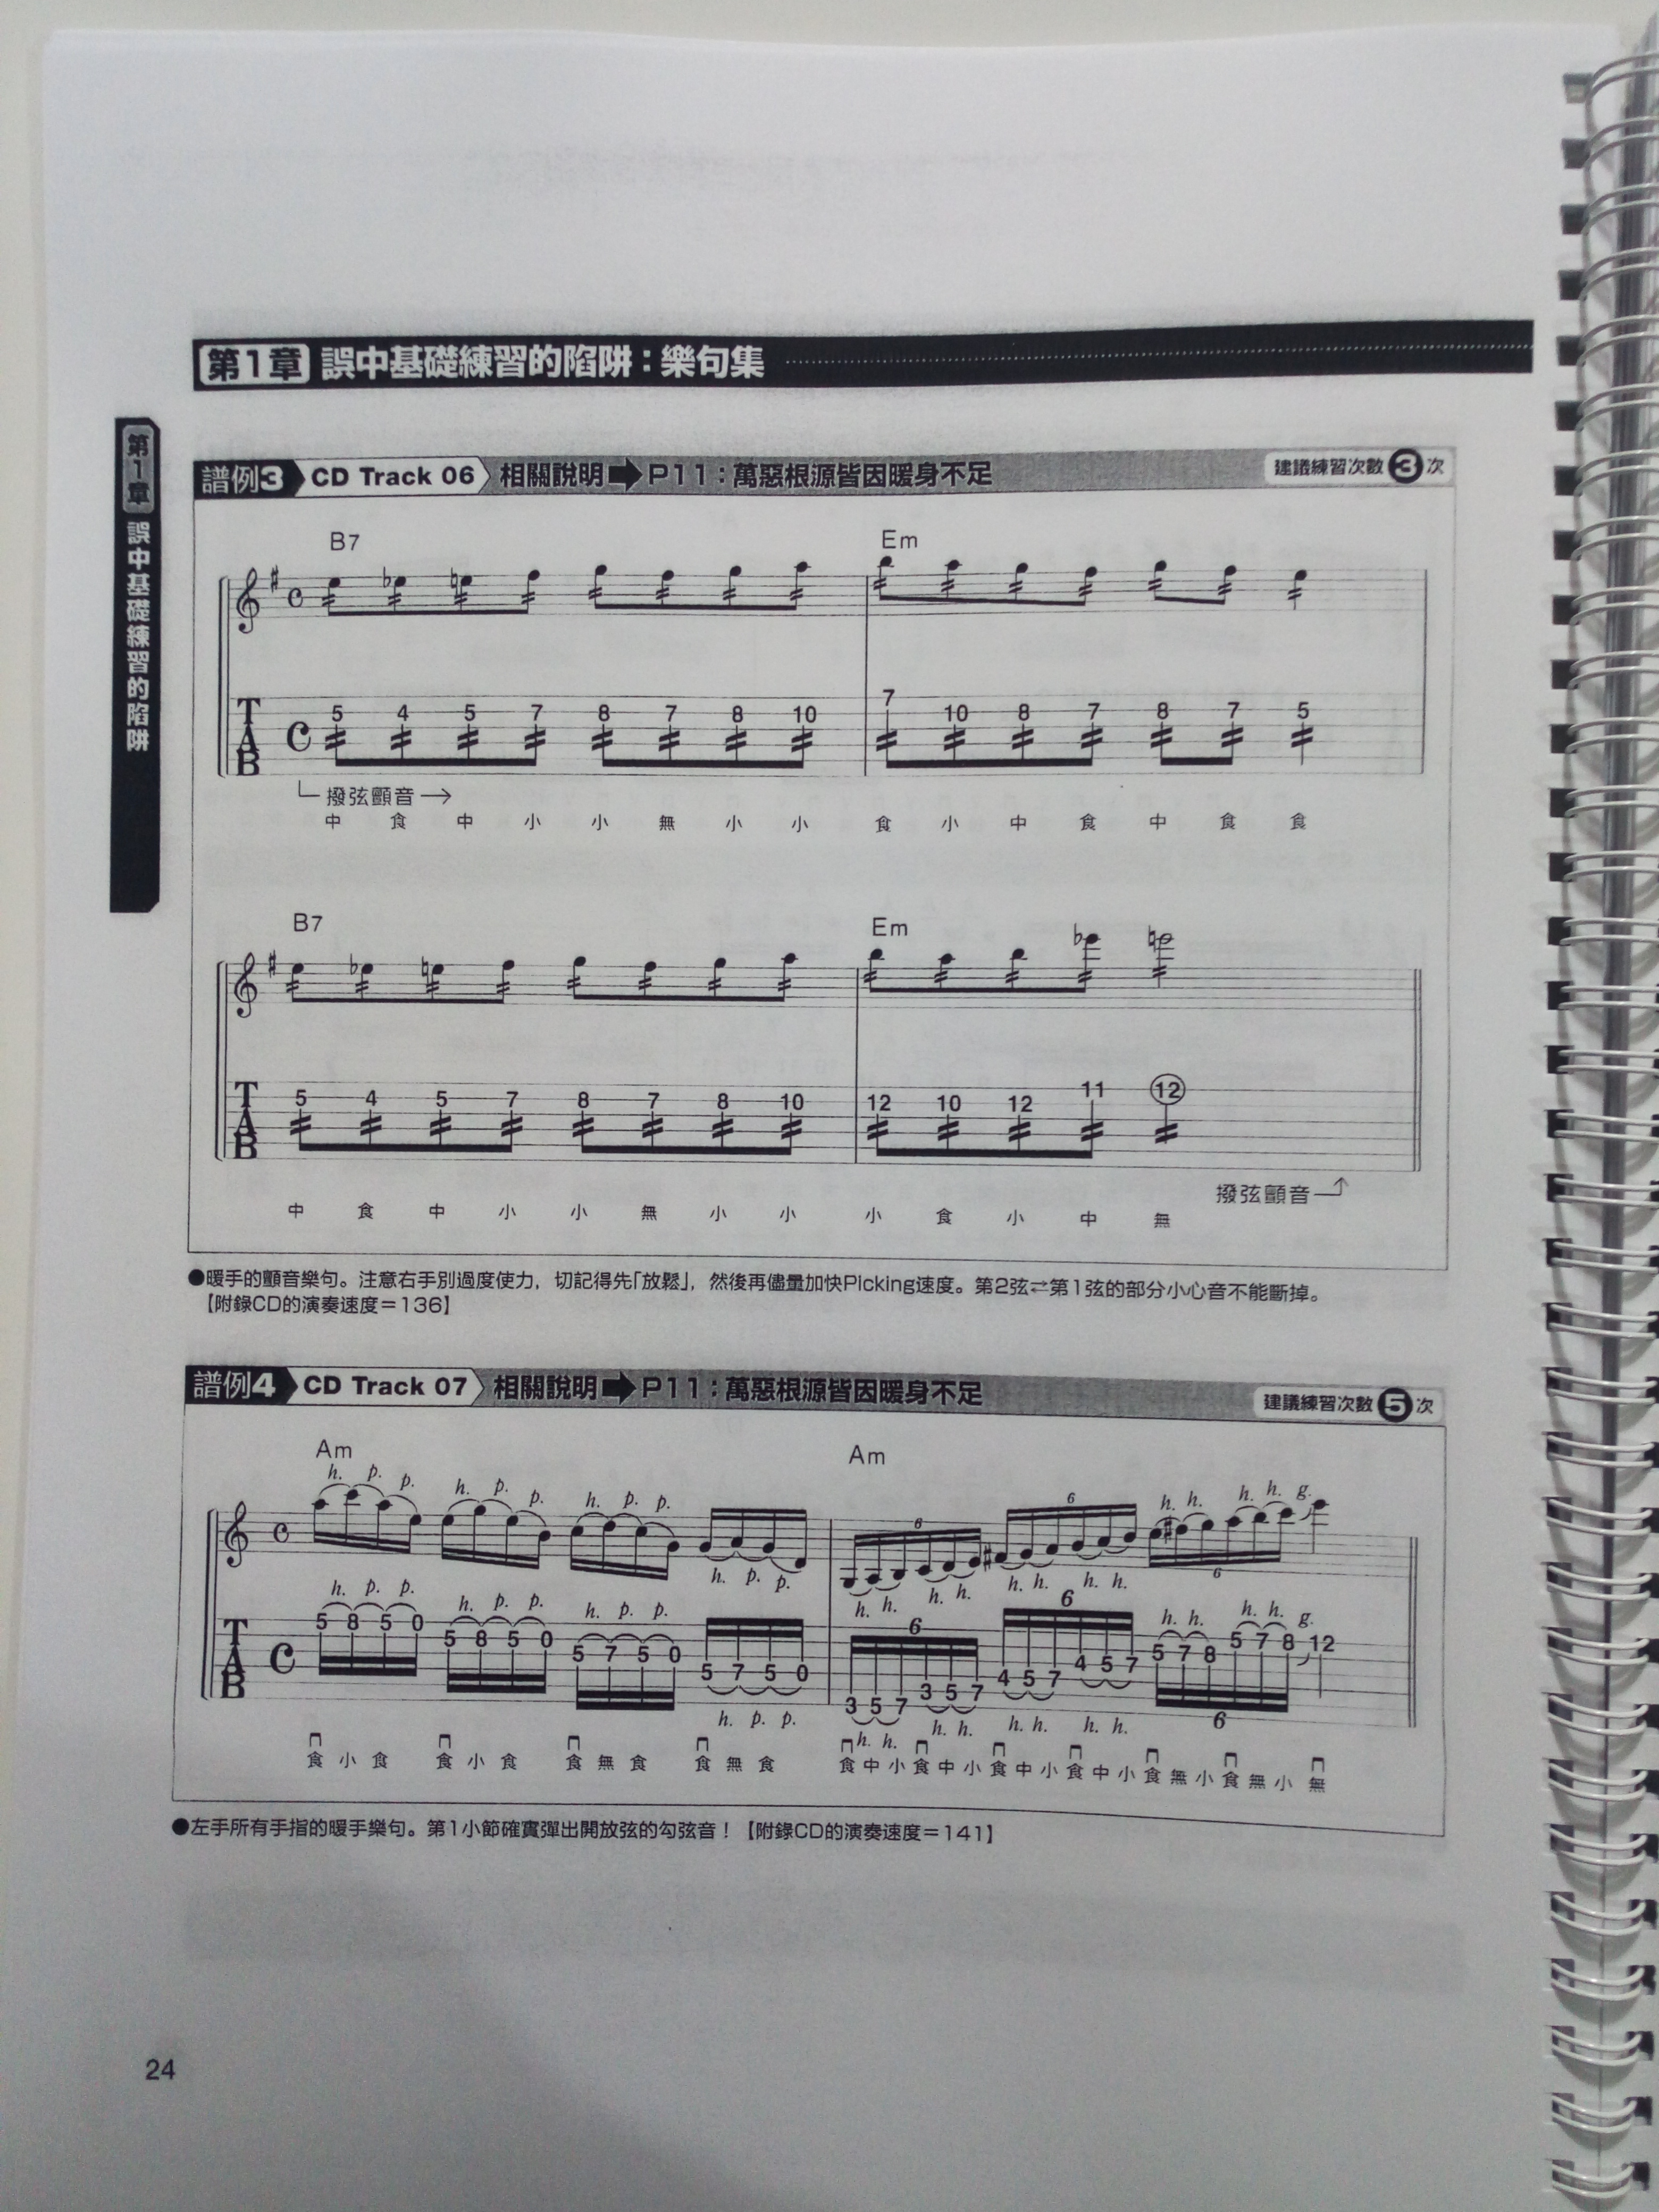 第1章 誤中基礎練習的陷阱：樂句集
第1章 誤中基礎練習的陷阱
譜例3 CD Track 06 相關說明➡P11：萬惡根源皆因暖身不足 建議練習次數3次
B7 Em
C
5 4 5 7 8 7 8 10 7 10 8 7 8 7 5
TAB C
└撥弦顫音→
中 食 中 小 小 無 小 小 食 小 中 食 中 食 食
B7 Em
5 4 5 7 8 7 8 10 12 10 12 11 12
TAB
撥弦顫音
中 食 中 小 小 無 小 小 小 食 小 中 無
●暖手的顫音樂句。注意右手別過度使力，切記得先「放鬆」，然後再儘量加快Picking速度。第2弦⇄第1弦的部分小心音不能斷掉。
【附錄CD的演奏速度＝136】
譜例4 CD Track 07 相關說明➡P11：萬惡根源皆因暖身不足 建議練習次數5次
Am Am
h. p. p. h. p. p. h. p. p. 6 6 h. h. h. h. g.
C
h. p. p. h. h. h. h. h. h. h. h. 6
h. p. p. h. p. p. h. p. p. 6 6 h. h. h. h. g.
TAB C
5 8 5 0 5 8 5 0 5 7 5 0 5 7 5 0 3 5 7 3 5 7 4 5 7 4 5 7 5 7 8 5 7 8 12
h. p. p. h. h. h. h. h. h. h. h. 6
食 小 食 食 小 食 食 無 食 食 無 食 食 中 小 食 中 小 食 中 小 食 中 小 食 無 小 食 無 小 無
●左手所有手指的暖手樂句。第1小節確實彈出開放弦的勾弦音！【附錄CD的演奏速度＝141】
24